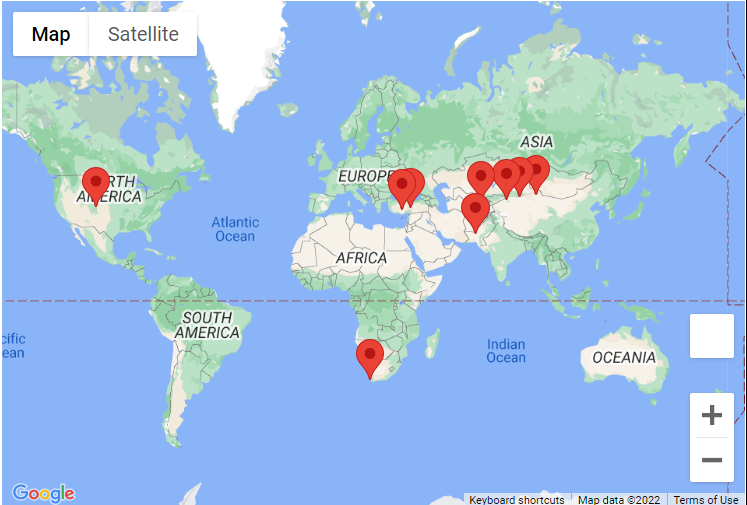 Map
Satellite
ASIA
EUROPE
NORTH
AMERICA
Atlantic
Ocean
AFRICA
SOUTH
AMERICA
cific
ean
Indian
Ocean
OCEANIA
+
−
Google
Keyboard shortcuts
Map data ©2022
Terms of Use